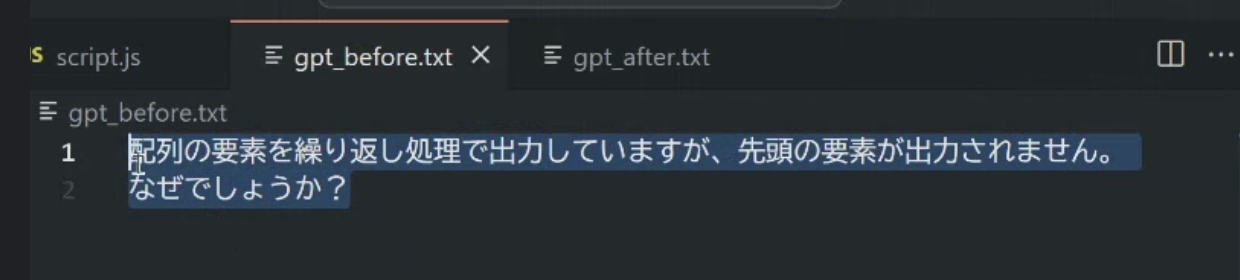 JS script.js gpt_before.txt × gpt_after.txt ...
gpt_before.txt
1 配列の要素を繰り返し処理で出力していますが、先頭の要素が出力されません。
2 なぜでしょうか？